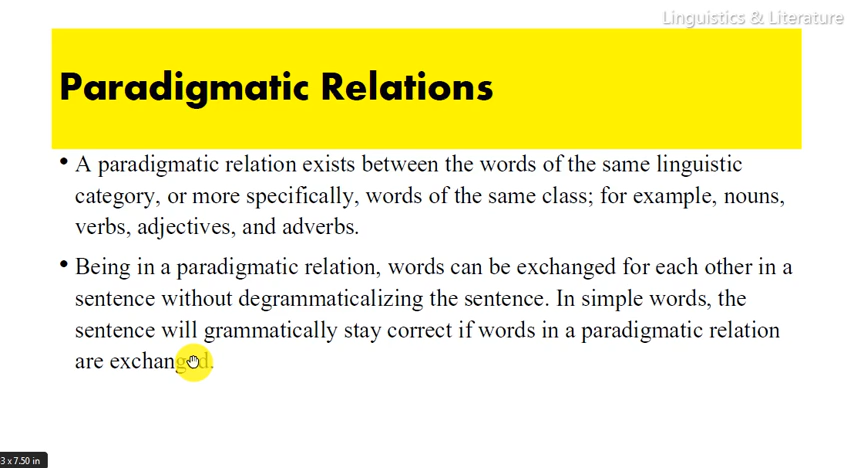 Linguistics & Literature
Paradigmatic Relations
• A paradigmatic relation exists between the words of the same linguistic
category, or more specifically, words of the same class; for example, nouns,
verbs, adjectives, and adverbs.
• Being in a paradigmatic relation, words can be exchanged for each other in a
sentence without degrammaticalizing the sentence. In simple words, the
sentence will grammatically stay correct if words in a paradigmatic relation
are exchanged.
3 x 7.50 in